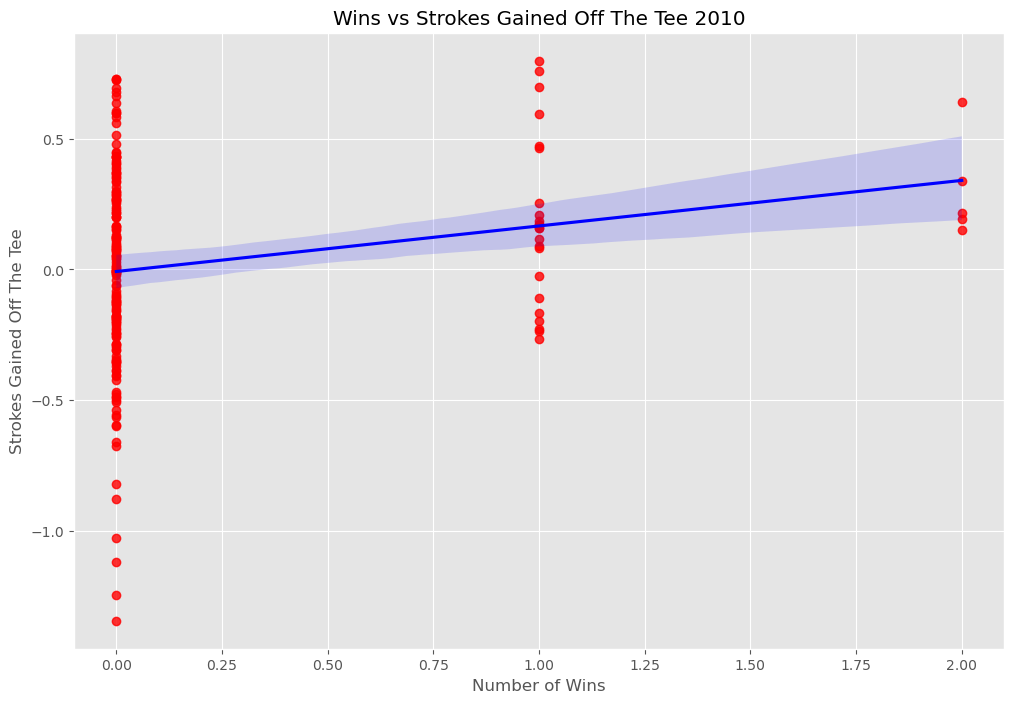 Wins vs Strokes Gained Off The Tee 2010
Strokes Gained Off The Tee
0.5
0.0
−0.5
−1.0
0.00 0.25 0.50 0.75 1.00 1.25 1.50 1.75 2.00
Number of Wins